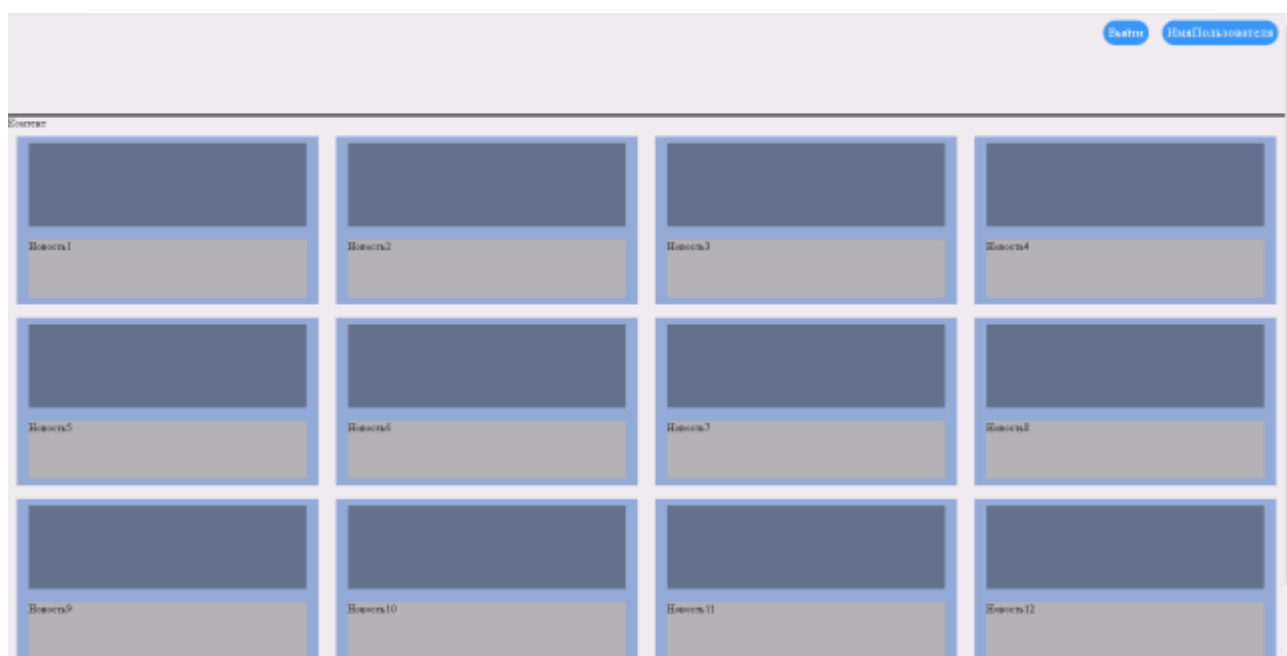 Выйти ИмяПользователя
Контент
Новость1 Новость2 Новость3 Новость4
Новость5 Новость6 Новость7 Новость8
Новость9 Новость10 Новость11 Новость12